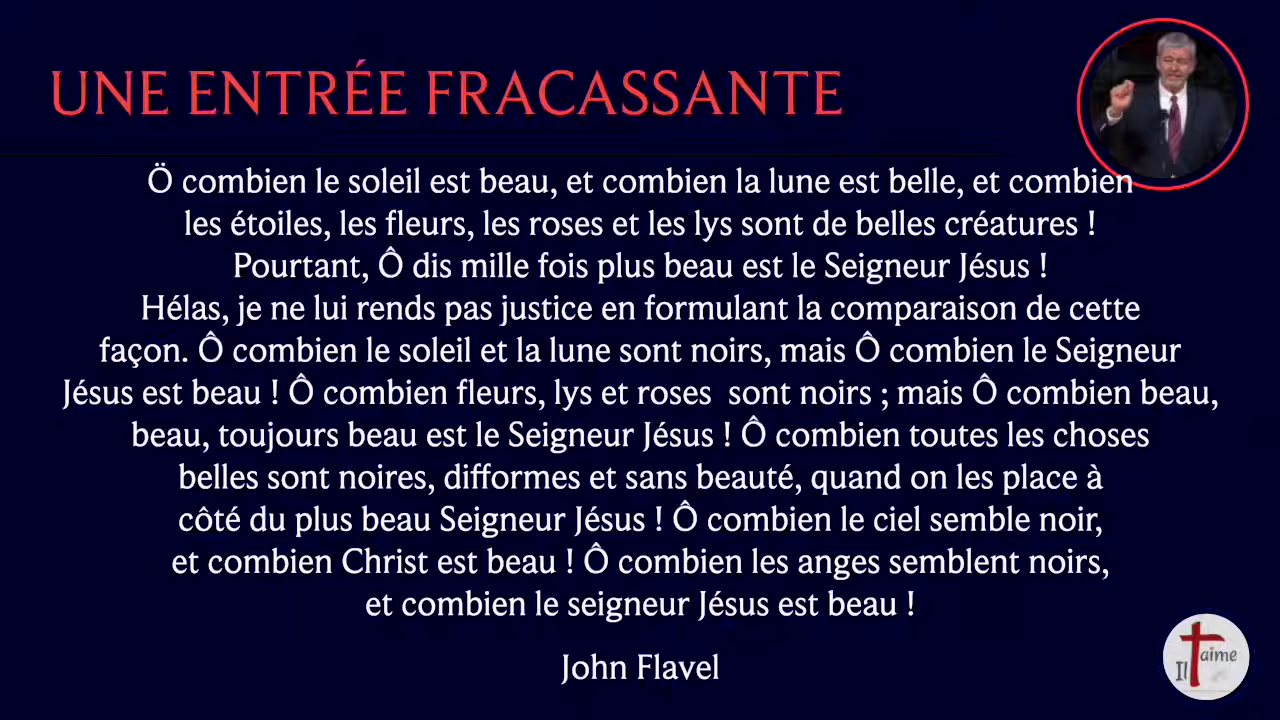 UNE ENTRÉE FRACASSANTE
Ö combien le soleil est beau, et combien la lune est belle, et combien
les étoiles, les fleurs, les roses et les lys sont de belles créatures !
Pourtant, Ô dis mille fois plus beau est le Seigneur Jésus !
Hélas, je ne lui rends pas justice en formulant la comparaison de cette
façon. Ô combien le soleil et la lune sont noirs, mais Ô combien le Seigneur
Jésus est beau ! Ô combien fleurs, lys et roses  sont noirs ; mais Ô combien beau,
beau, toujours beau est le Seigneur Jésus ! Ô combien toutes les choses
belles sont noires, difformes et sans beauté, quand on les place à
côté du plus beau Seigneur Jésus ! Ô combien le ciel semble noir,
et combien Christ est beau ! Ô combien les anges semblent noirs,
et combien le seigneur Jésus est beau !
John Flavel
Il t aime